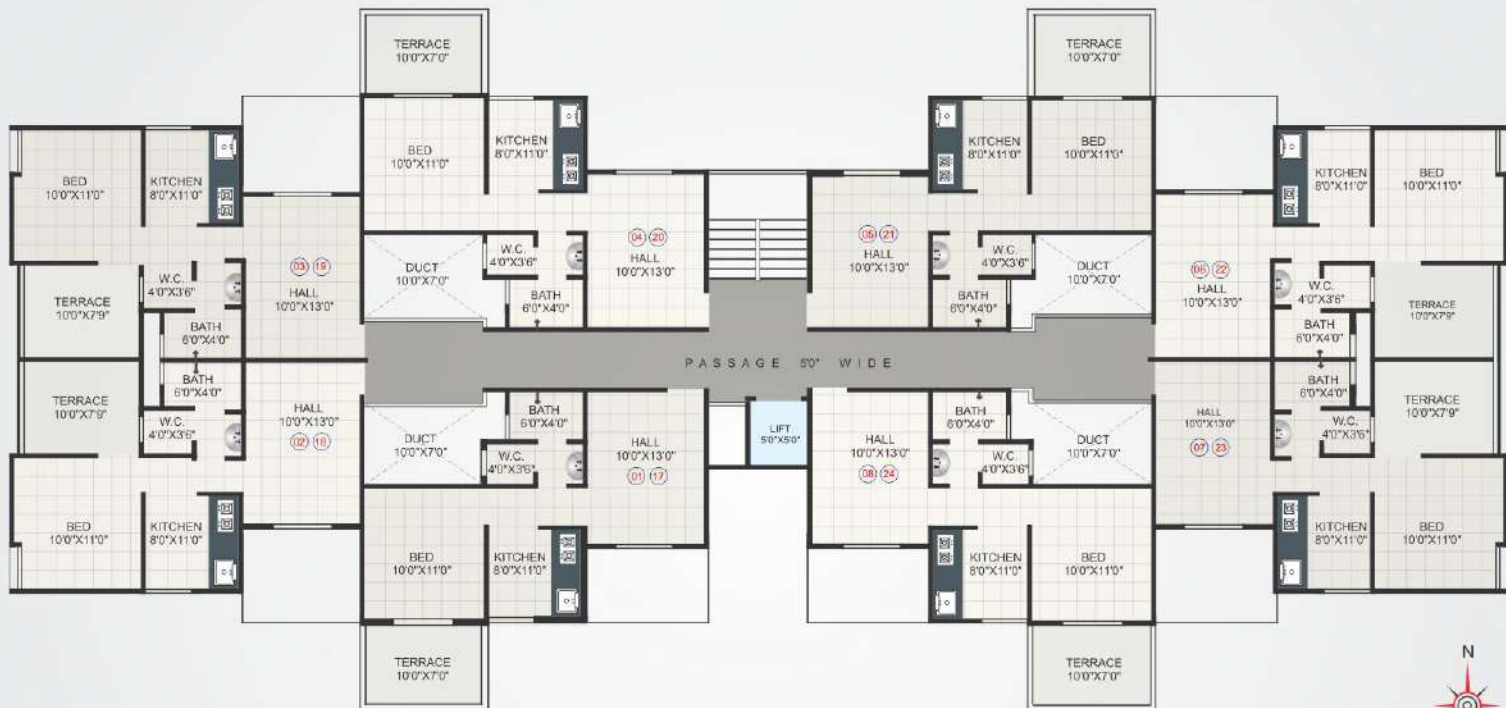 TERRACE
10'0"X7'0"
TERRACE
10'0"X7'0"
BED
10'0"X11'0"
KITCHEN
8'0"X11'0"
KITCHEN
8'0"X11'0"
BED
10'0"X11'0"
BED
10'0"X11'0"
KITCHEN
8'0"X11'0"
KITCHEN
8'0"X11'0"
BED
10'0"X11'0"
03 19
HALL
10'0"X13'0"
DUCT
10'0"X7'0"
W.C.
4'0"X3'6"
BATH
6'0"X4'0"
04 20
HALL
10'0"X13'0"
05 21
HALL
10'0"X13'0"
W.C.
4'0"X3'6"
BATH
6'0"X4'0"
DUCT
10'0"X7'0"
06 22
HALL
10'0"X13'0"
W.C.
4'0"X3'6"
TERRACE
10'0"X7'9"
BATH
6'0"X4'0"
W.C.
4'0"X3'6"
BATH
6'0"X4'0"
TERRACE
10'0"X7'9"
PASSAGE 5'0" WIDE
TERRACE
10'0"X7'9"
BATH
6'0"X4'0"
W.C.
4'0"X3'6"
HALL
10'0"X13'0"
02 18
DUCT
10'0"X7'0"
BATH
6'0"X4'0"
W.C.
4'0"X3'6"
HALL
10'0"X13'0"
01 17
LIFT
5'0"X5'0"
HALL
10'0"X13'0"
08 24
BATH
6'0"X4'0"
W.C.
4'0"X3'6"
DUCT
10'0"X7'0"
HALL
10'0"X13'0"
07 23
BATH
6'0"X4'0"
W.C.
4'0"X3'6"
TERRACE
10'0"X7'9"
BED
10'0"X11'0"
KITCHEN
8'0"X11'0"
BED
10'0"X11'0"
KITCHEN
8'0"X11'0"
KITCHEN
8'0"X11'0"
BED
10'0"X11'0"
KITCHEN
8'0"X11'0"
BED
10'0"X11'0"
TERRACE
10'0"X7'0"
TERRACE
10'0"X7'0"
N